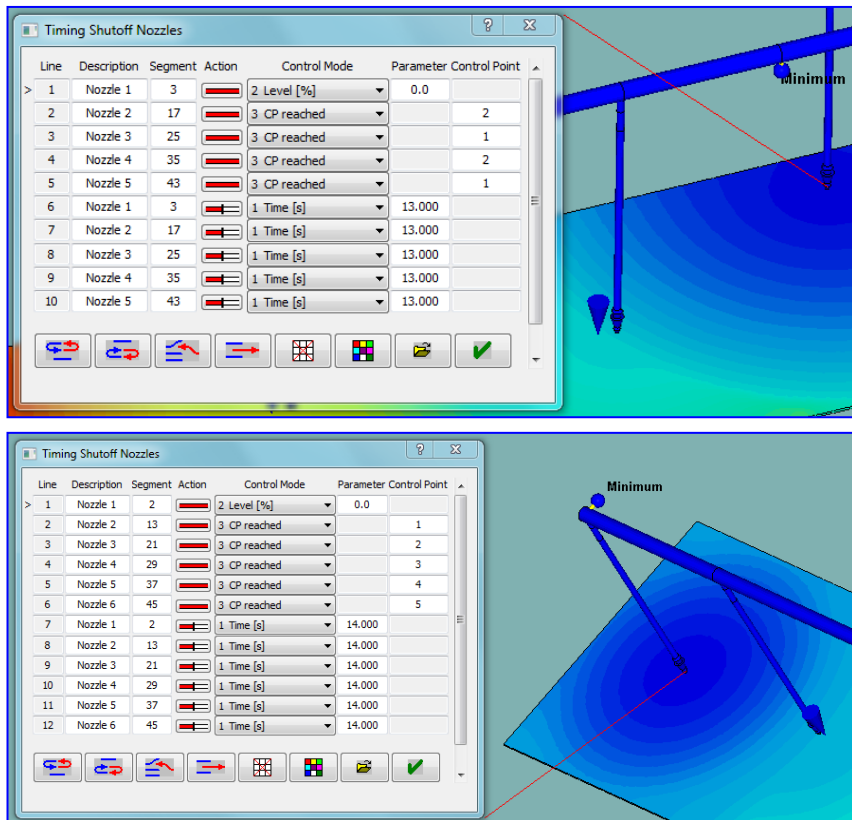 Timing Shutoff Nozzles
? X
Line Description Segment Action Control Mode Parameter Control Point
> 1 Nozzle 1 3 2 Level [%] 0.0
2 Nozzle 2 17 3 CP reached 2
3 Nozzle 3 25 3 CP reached 1
4 Nozzle 4 35 3 CP reached 2
5 Nozzle 5 43 3 CP reached 1
6 Nozzle 1 3 1 Time [s] 13.000
7 Nozzle 2 17 1 Time [s] 13.000
8 Nozzle 3 25 1 Time [s] 13.000
9 Nozzle 4 35 1 Time [s] 13.000
10 Nozzle 5 43 1 Time [s] 13.000
Minimum
Timing Shutoff Nozzles
? X
Line Description Segment Action Control Mode Parameter Control Point
> 1 Nozzle 1 2 2 Level [%] 0.0
2 Nozzle 2 13 3 CP reached 1
3 Nozzle 3 21 3 CP reached 2
4 Nozzle 4 29 3 CP reached 3
5 Nozzle 5 37 3 CP reached 4
6 Nozzle 6 45 3 CP reached 5
7 Nozzle 1 2 1 Time [s] 14.000
8 Nozzle 2 13 1 Time [s] 14.000
9 Nozzle 3 21 1 Time [s] 14.000
10 Nozzle 4 29 1 Time [s] 14.000
11 Nozzle 5 37 1 Time [s] 14.000
12 Nozzle 6 45 1 Time [s] 14.000
Minimum